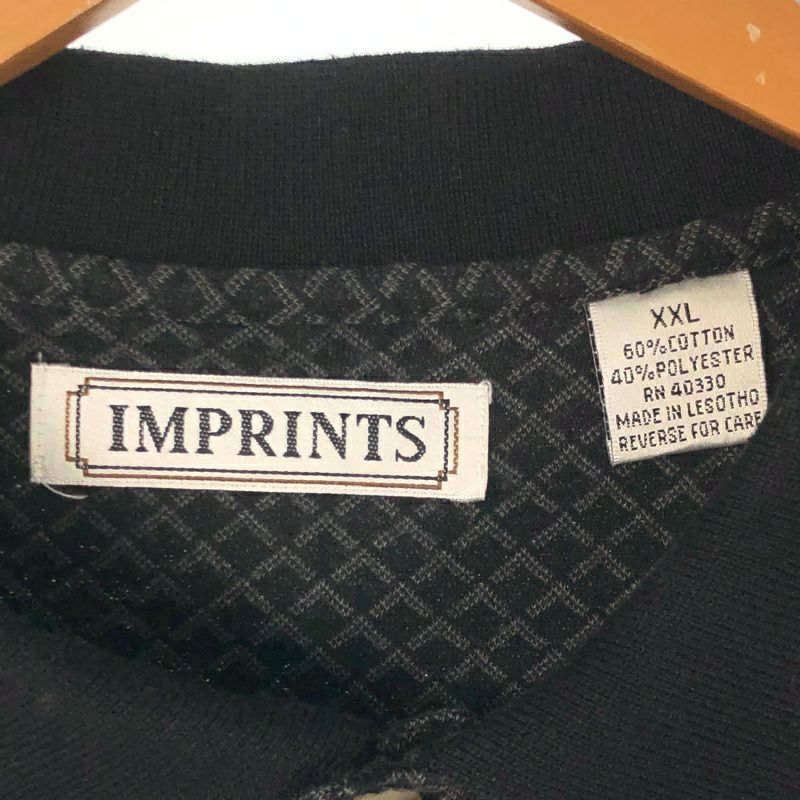 IMPRINTS
XXL
60%COTTON
40%POLYESTER
RN 40330
MADE IN LESOTHO
REVERSE FOR CARE